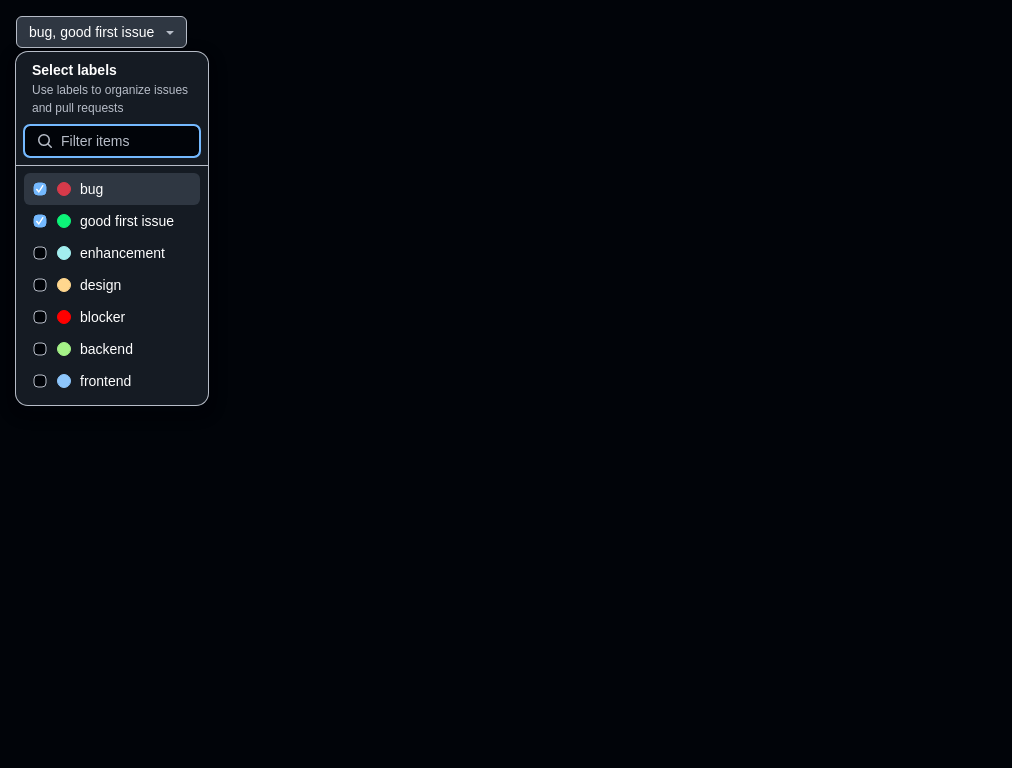 bug, good first issue
Select labels
Use labels to organize issues
and pull requests
Filter items
bug
good first issue
enhancement
design
blocker
backend
frontend